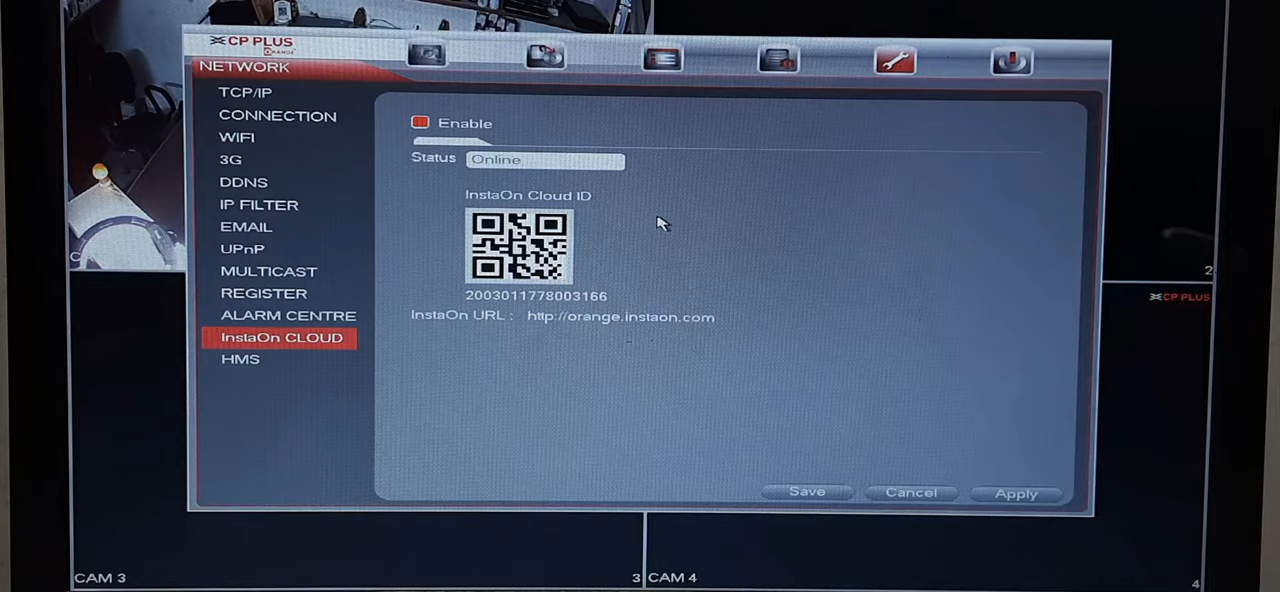 CP PLUS
ORANGE
NETWORK
TCP/IP
CONNECTION
WIFI
3G
DDNS
IP FILTER
EMAIL
UPnP
MULTICAST
REGISTER
ALARM CENTRE
InstaOn CLOUD
HMS
Enable
Status Online
InstaOn Cloud ID
2003011778003166
InstaOn URL : http://orange.instaon.com
Save Cancel Apply
C
2
CP PLUS
CAM 3 3
CAM 4 4